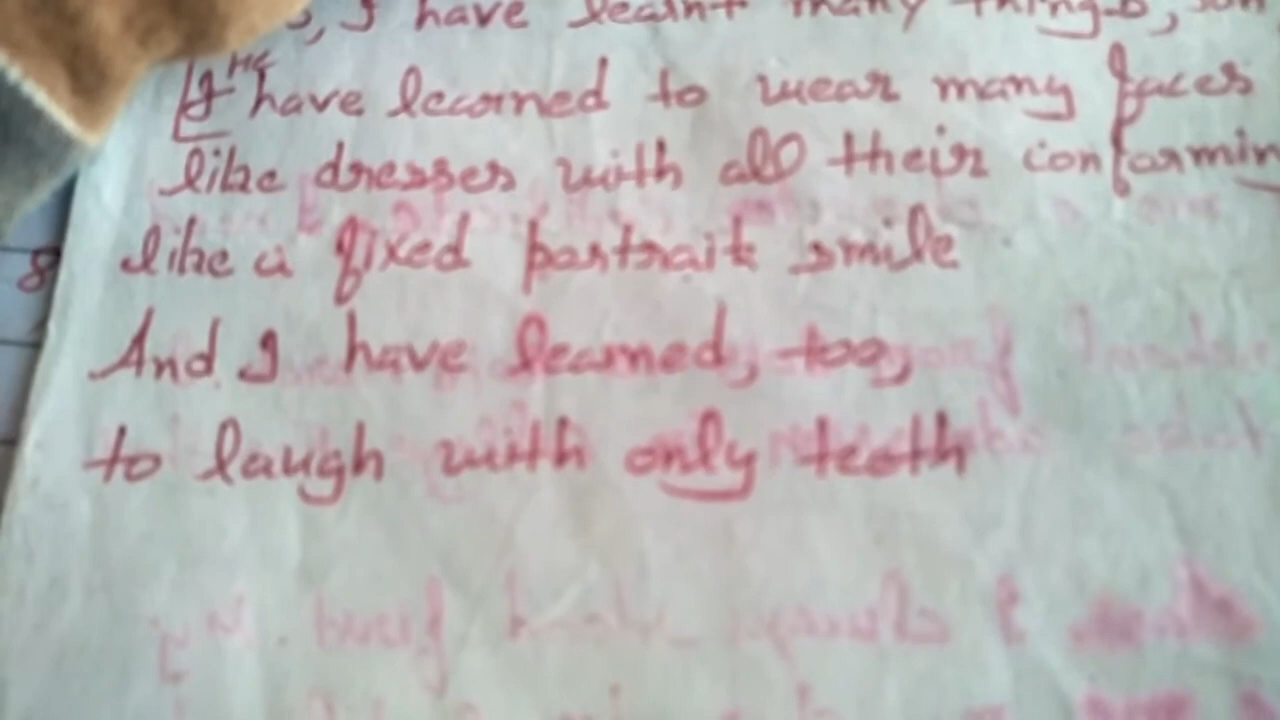 , I have learnt many things, son
I have learned to wear many faces
like dresses with all their conformin
like a fixed portrait smile
And I have learned, too,
to laugh with only teeth